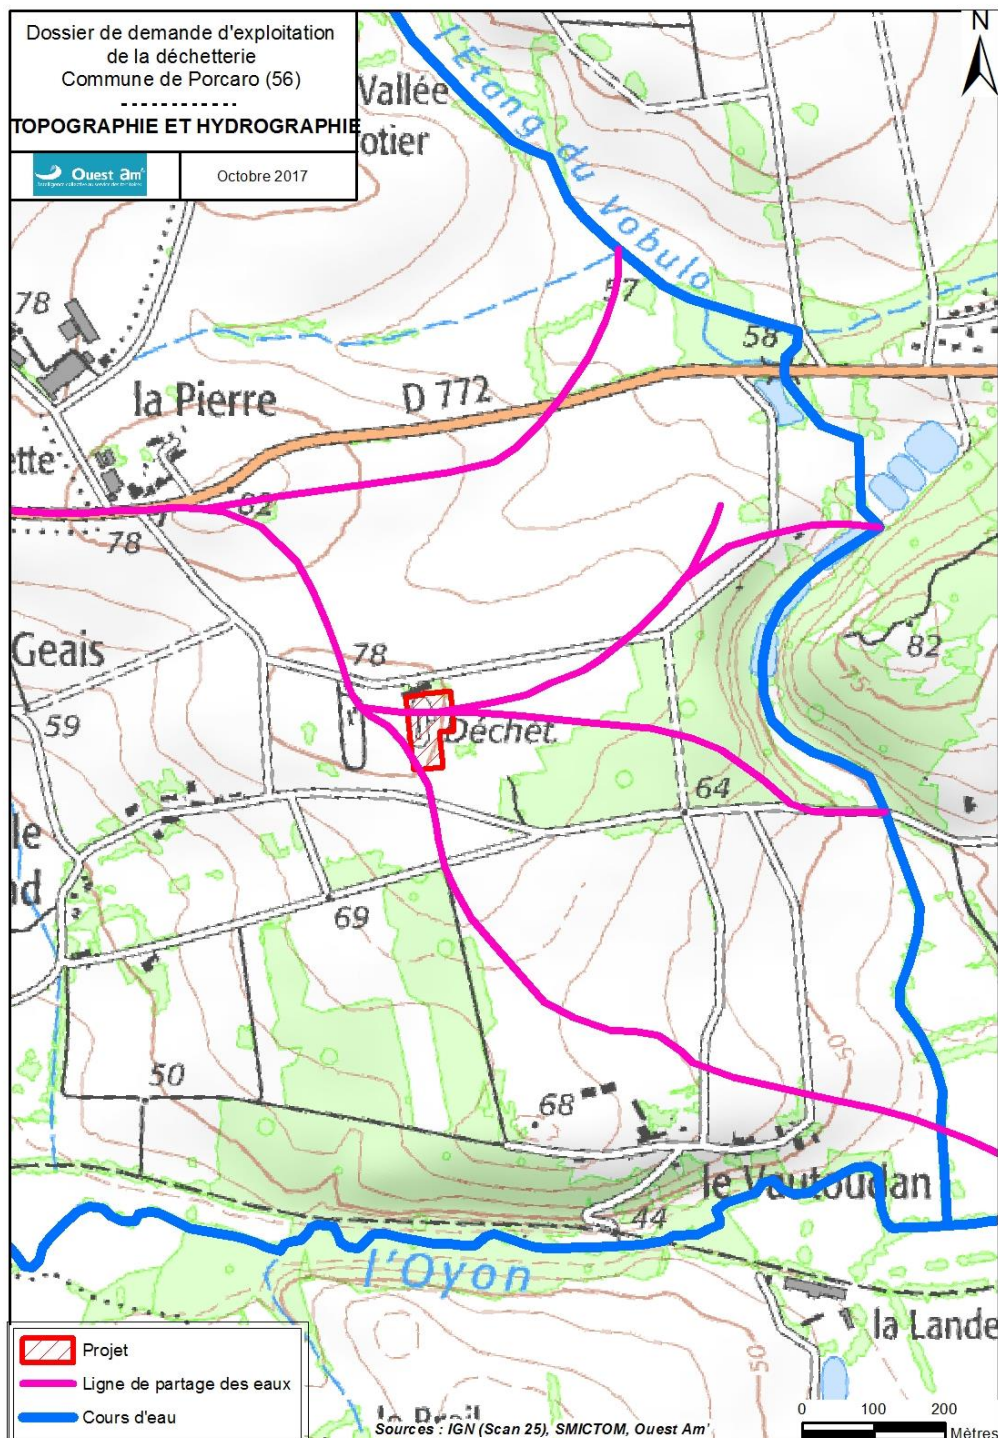 Dossier de demande d'exploitation
de la déchetterie
Commune de Porcaro (56)
TOPOGRAPHIE ET HYDROGRAPHIE
Ouest am'
Octobre 2017
N
Vallée
otier
l'Étang du Vobulo
57
58
78
la Pierre
D 772
ette
82
78
Geais
78
59
82
75
Déchet.
64
le
nd
69
50
50
68
le Vautoudan
44
l'Oyon
la Lande
50
Projet
Ligne de partage des eaux
Cours d'eau
Sources : IGN (Scan 25), SMICTOM, Ouest Am'
0 100 200
Mètres